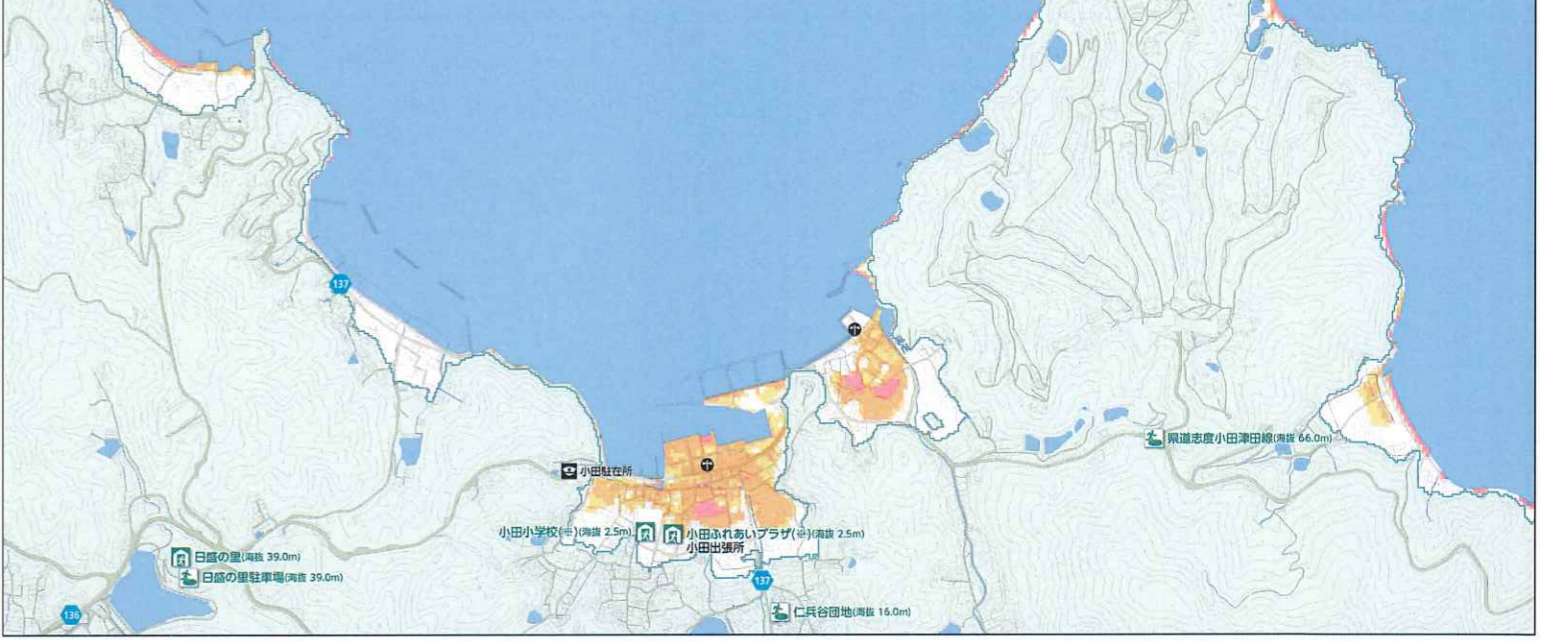 137
県道志度小田津田線(海抜 66.0m)
小田駐在所
小田小学校(※)(海抜 2.5m)
小田ふれあいプラザ(※)(海抜 2.5m)
小田出張所
日盛の里(海抜 39.0m)
日盛の里駐車場(海抜 39.0m)
137
仁兵谷団地(海抜 16.0m)
136